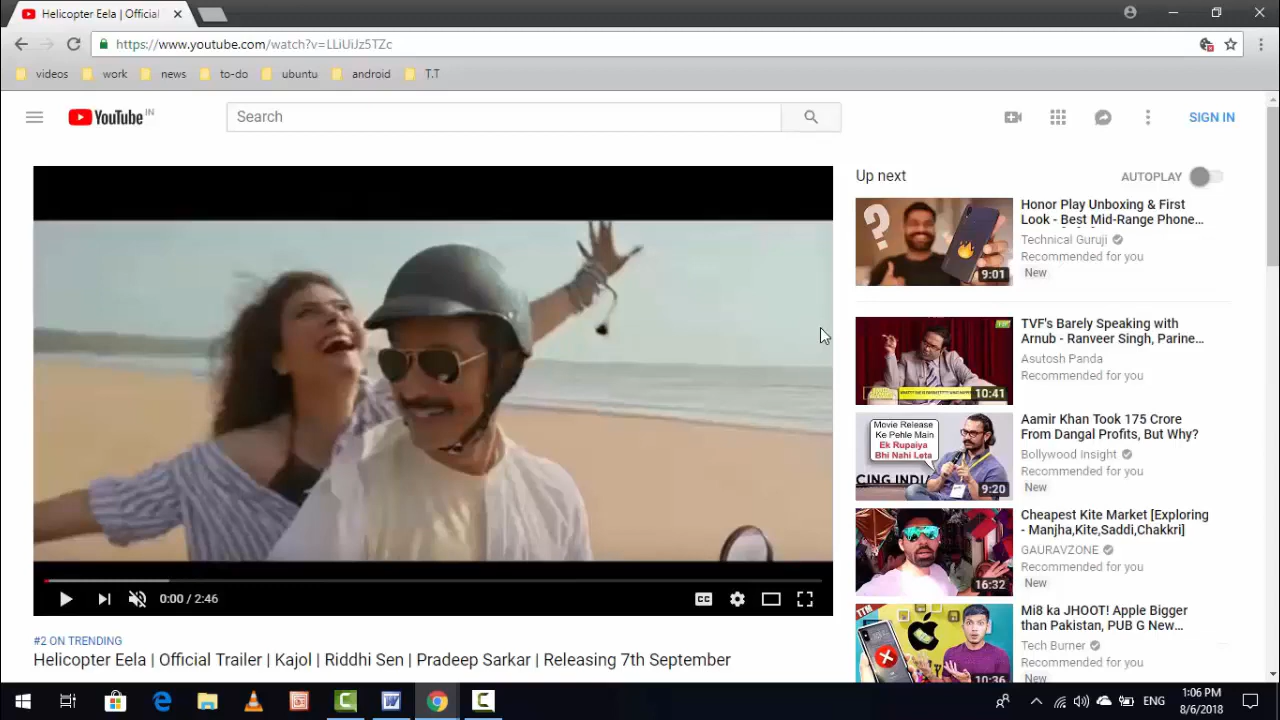 Helicopter Eela | Official
https://www.youtube.com/watch?v=LLiUiJz5TZc
videos work news to-do ubuntu android T.T
YouTube IN
Search
SIGN IN
Up next
AUTOPLAY
Honor Play Unboxing & First
Look - Best Mid-Range Phone...
Technical Guruji
Recommended for you
New
9:01
TVF's Barely Speaking with
Arnub - Ranveer Singh, Parine...
Asutosh Panda
Recommended for you
10:41
Movie Release
Ke Pehle Main
Ek Rupaiya
Bhi Nahi Leta
CING INDIA
9:20
Aamir Khan Took 175 Crore
From Dangal Profits, But Why?
Bollywood Insight
Recommended for you
New
Cheapest Kite Market [Exploring
- Manjha,Kite,Saddi,Chakkri]
GAURAVZONE
Recommended for you
New
16:32
Mi8 ka JHOOT! Apple Bigger
than Pakistan, PUB G New...
Tech Burner
Recommended for you
New
10:36
0:00 / 2:46
CC
#2 ON TRENDING
Helicopter Eela | Official Trailer | Kajol | Riddhi Sen | Pradeep Sarkar | Releasing 7th September
ENG
1:06 PM
8/6/2018